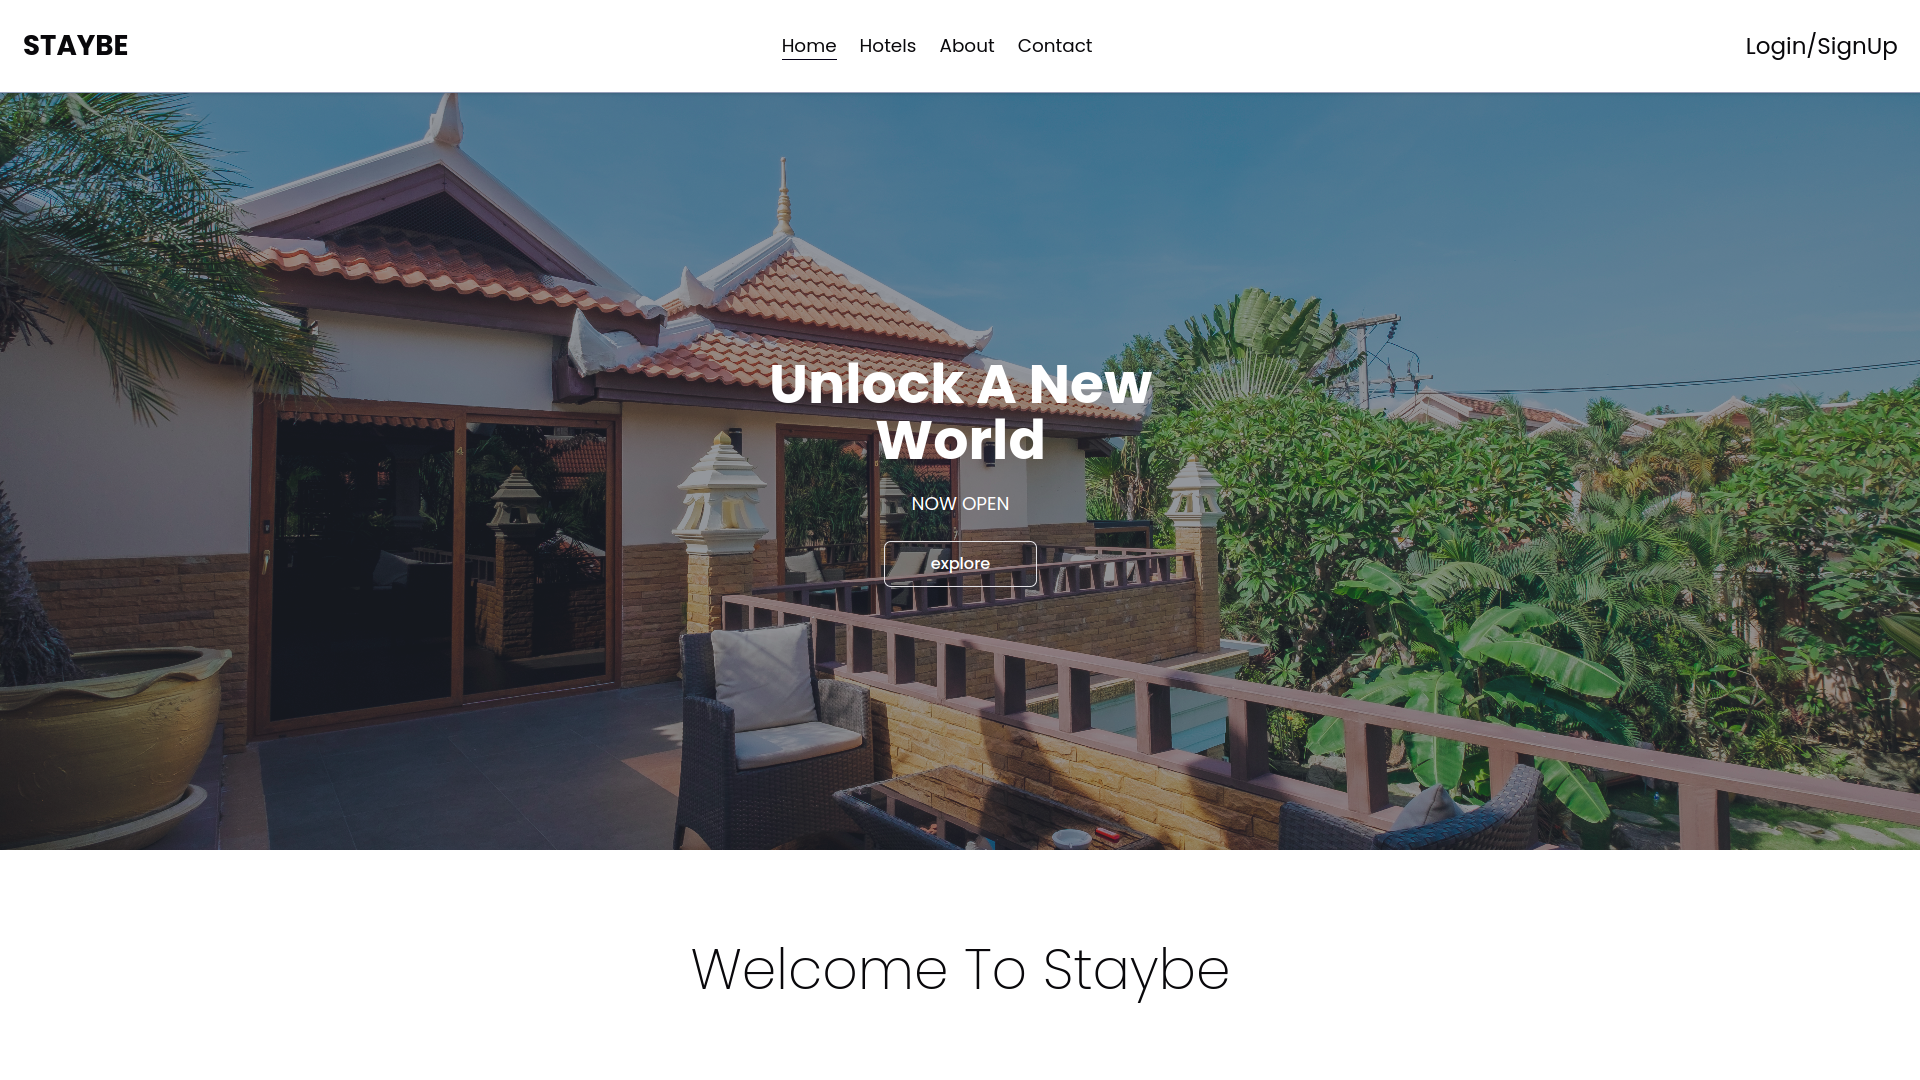 STAYBE
Home Hotels About Contact
Login/SignUp
Unlock A New
World
NOW OPEN
explore
Welcome To Staybe